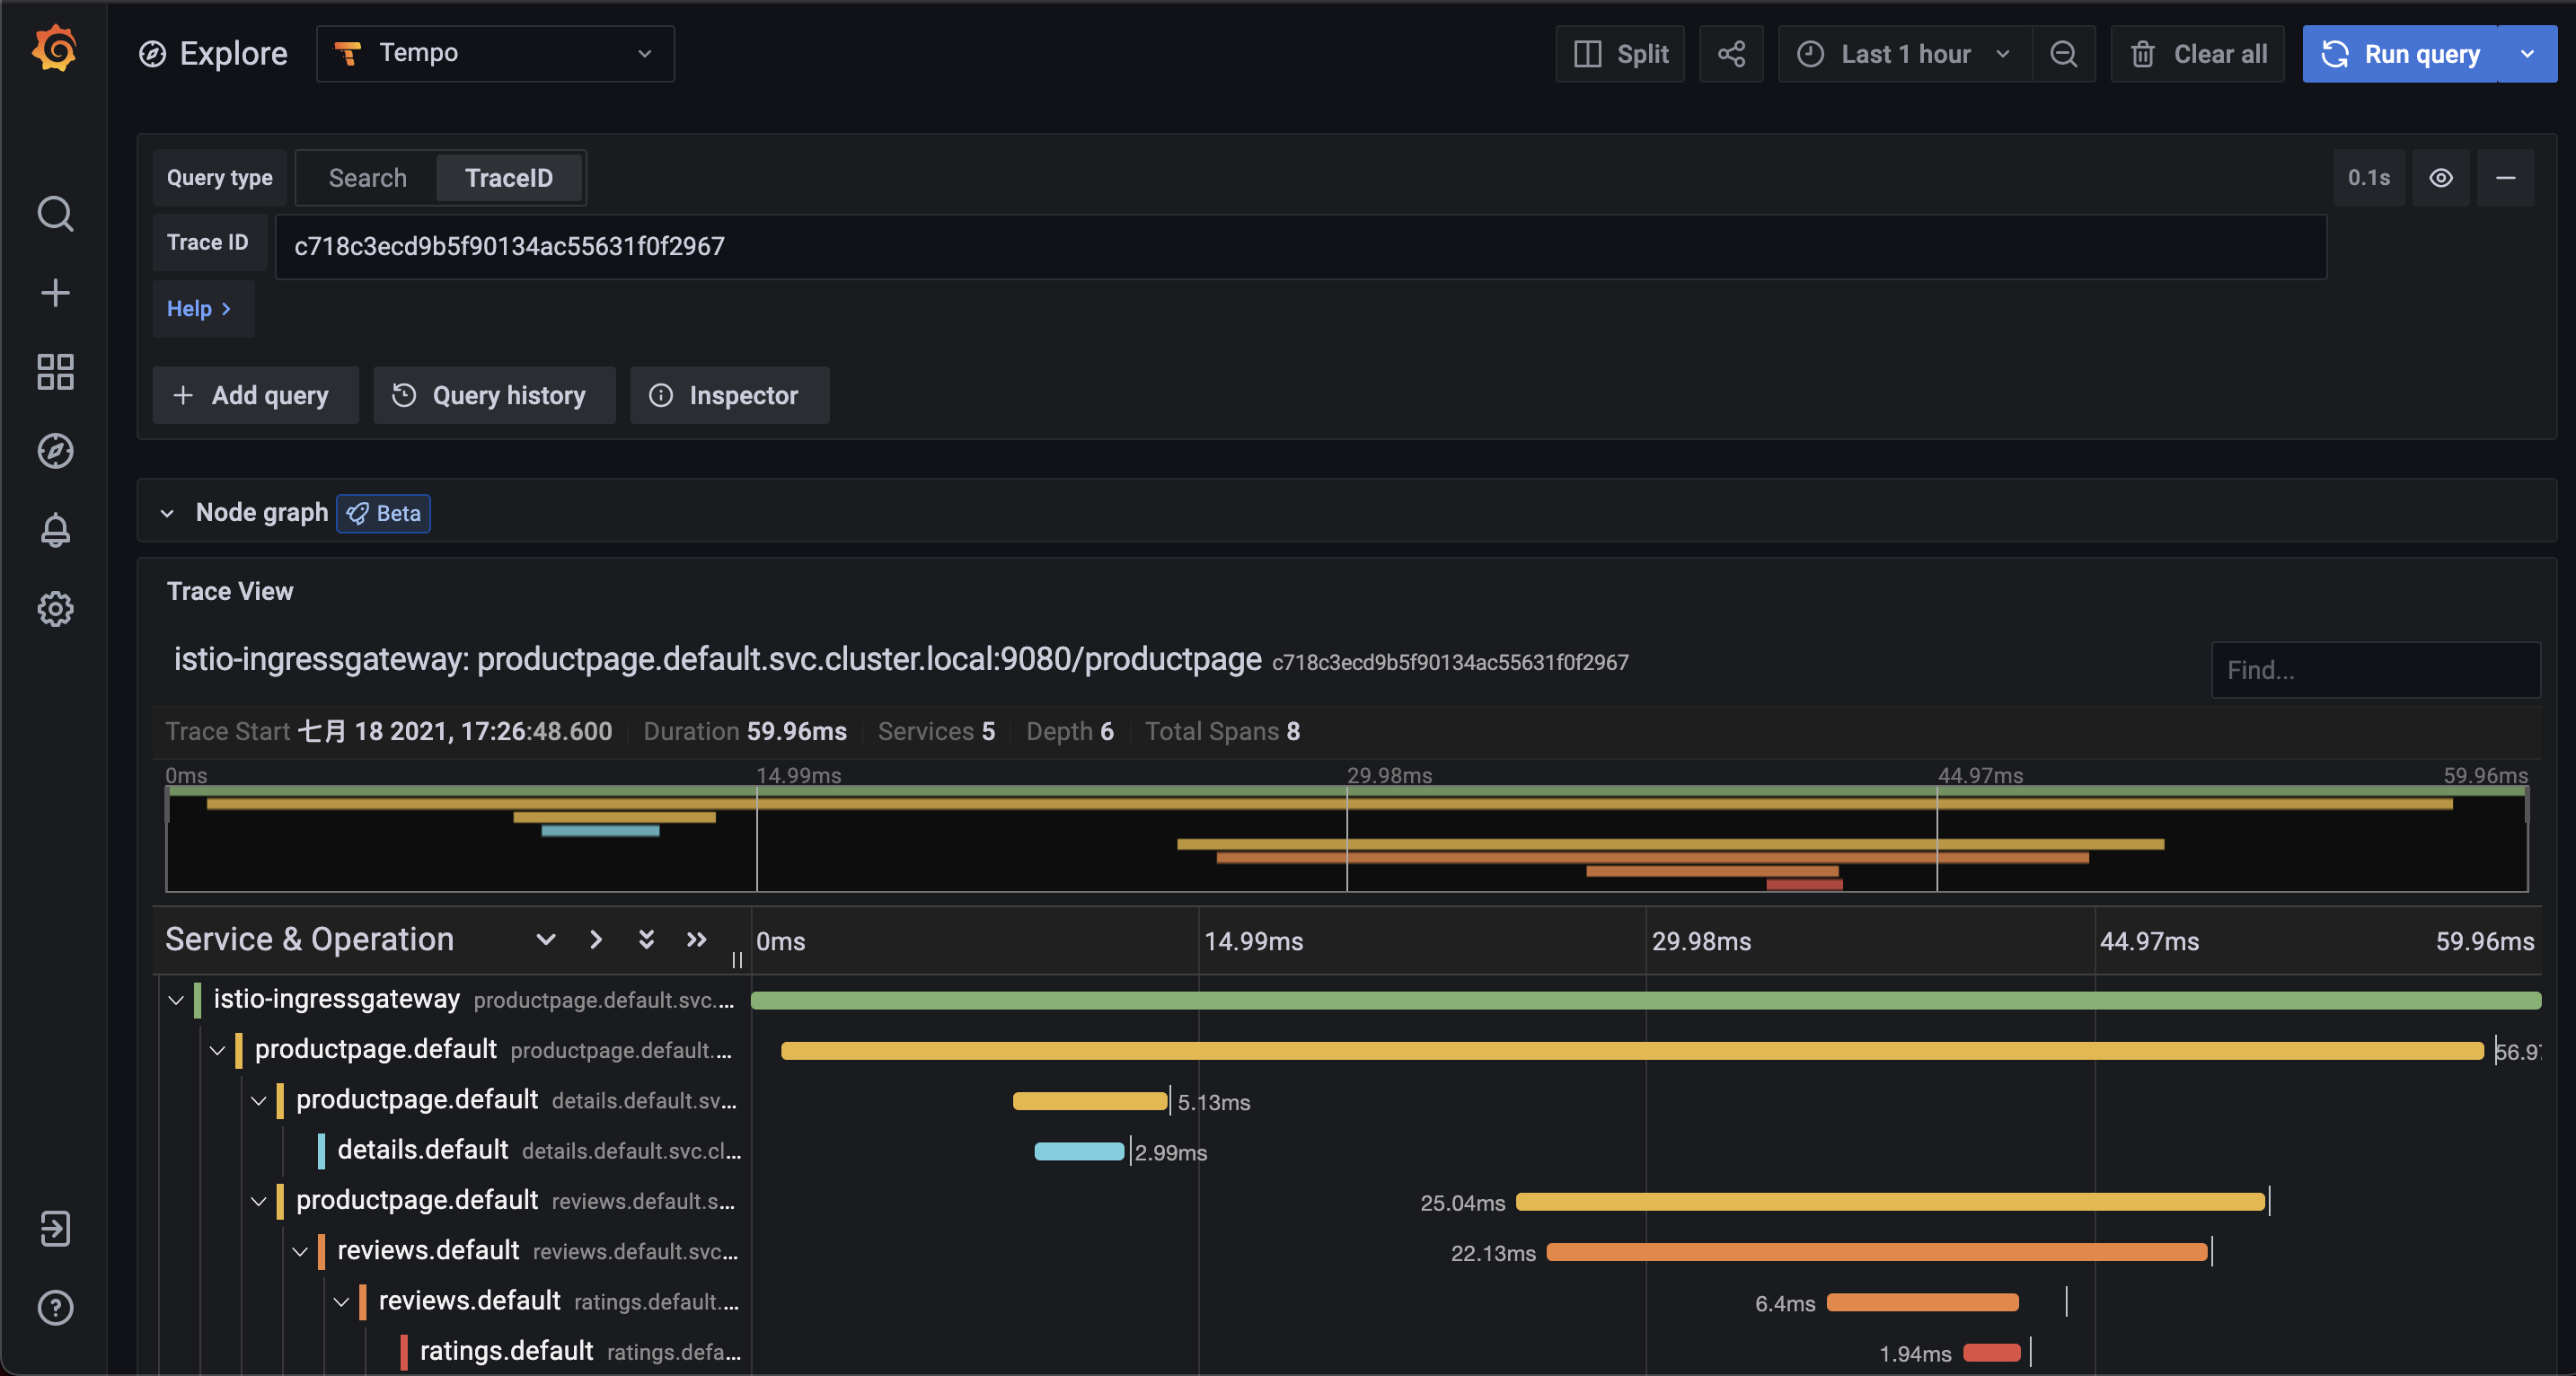 Explore Tempo Split Last 1 hour Clear all Run query
Query type Search TraceID 0.1s
Trace ID c718c3ecd9b5f90134ac55631f0f2967
Help
Add query Query history Inspector
Node graph Beta
Trace View
istio-ingressgateway: productpage.default.svc.cluster.local:9080/productpage c718c3ecd9b5f90134ac55631f0f2967
Find...
Trace Start 七月 18 2021, 17:26:48.600 Duration 59.96ms Services 5 Depth 6 Total Spans 8
0ms 14.99ms 29.98ms 44.97ms 59.96ms
Service & Operation 0ms 14.99ms 29.98ms 44.97ms 59.96ms
istio-ingressgateway productpage.default.svc....
productpage.default productpage.default.... 56.97
productpage.default details.default.sv... 5.13ms
details.default details.default.svc.cl... 2.99ms
productpage.default reviews.default.s... 25.04ms
reviews.default reviews.default.svc... 22.13ms
reviews.default ratings.default.... 6.4ms
ratings.default ratings.defa... 1.94ms